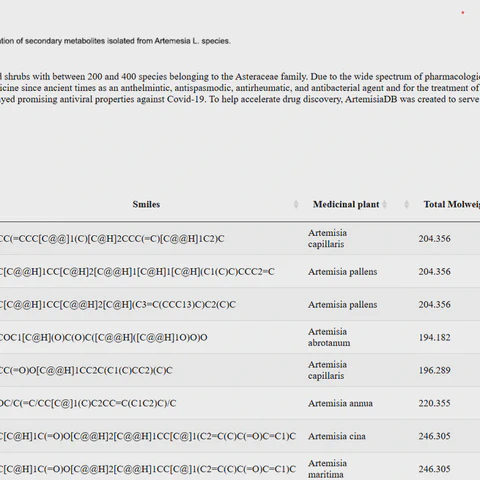 tion of secondary metabolites isolated from Artemesia L. species.
d shrubs with between 200 and 400 species belonging to the Asteraceae family. Due to the wide spectrum of pharmacologic
icine since ancient times as an anthelmintic, antispasmodic, antirheumatic, and antibacterial agent and for the treatment of
yed promising antiviral properties against Covid-19. To help accelerate drug discovery, ArtemisiaDB was created to serve
Smiles Medicinal plant Total Molweig
CC(=CCC[C@@]1(C)[C@H]2CCC(=C)[C@@H]1C2)C Artemisia capillaris 204.356
C[C@@H]1CC[C@H]2[C@@H]1[C@H]1[C@H](C1(C)C)CCC2=C Artemisia pallens 204.356
C[C@@H]1CC[C@@H]2[C@H](C3=C(CCC13)C)C2(C)C Artemisia pallens 204.356
COC1[C@H](O)C(O)C([C@@H]([C@@H]1O)O)O Artemisia abrotanum 194.182
CC(=O)O[C@@H]1CC2C(C1(C)CC2)(C)C Artemisia capillaris 196.289
OC/C(=C/CC[C@]1(C)C2CC=C(C1C2)C)/C Artemisia annua 220.355
C[C@H]1C(=O)O[C@@H]2[C@@H]1CC[C@]1(C2=C(C)C(=O)C=C1)C Artemisia cina 246.305
C[C@@H]1C(=O)O[C@@H]2[C@@H]1CC[C@]1(C2=C(C)C(=O)C=C1)C Artemisia maritima 246.305